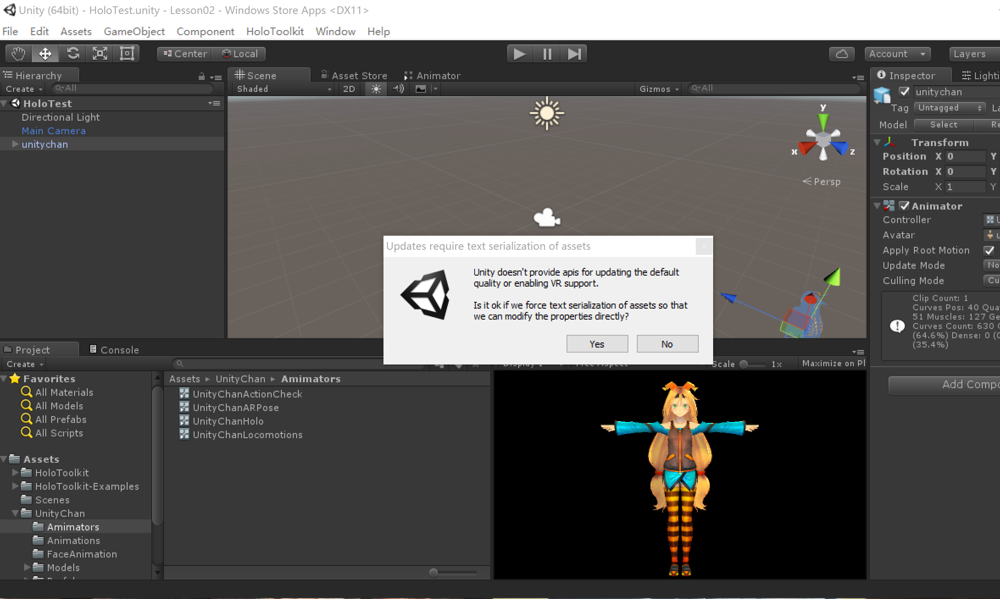 Unity (64bit) - HoloTest.unity - Lesson02 - Windows Store Apps <DX11>
File Edit Assets GameObject Component HoloToolkit Window Help
Center Local
Account Layers
Hierarchy
Create All
HoloTest
Directional Light
Main Camera
unitychan
Scene Asset Store Animator
Shaded 2D Gizmos All
y
x z
Persp
Inspector Lighti
unitychan
Tag Untagged La
Model Select Re
Transform
Position X 0 Y
Rotation X 0 Y
Scale X 1 Y
Animator
Controller U
Avatar u
Apply Root Motion
Update Mode No
Culling Mode Cu
Clip Count: 1
Curves Pos: 40 Qua
51 Muscles: 127 Ge
Curves Count: 630 C
(64.6%) Dense: 0 (0
(35.4%)
Add Compo
Updates require text serialization of assets
Unity doesn't provide apis for updating the default
quality or enabling VR support.
Is it ok if we force text serialization of assets so that
we can modify the properties directly?
Yes No
Project Console
Create
Favorites
All Materials
All Models
All Prefabs
All Scripts
Assets
HoloToolkit
HoloToolkit-Examples
Scenes
UnityChan
Amimators
Animations
FaceAnimation
Models
Assets UnityChan Amimators
UnityChanActionCheck
UnityChanARPose
UnityChanHolo
UnityChanLocomotions
Display 1 Free Aspect Scale 1x Maximize on Pl